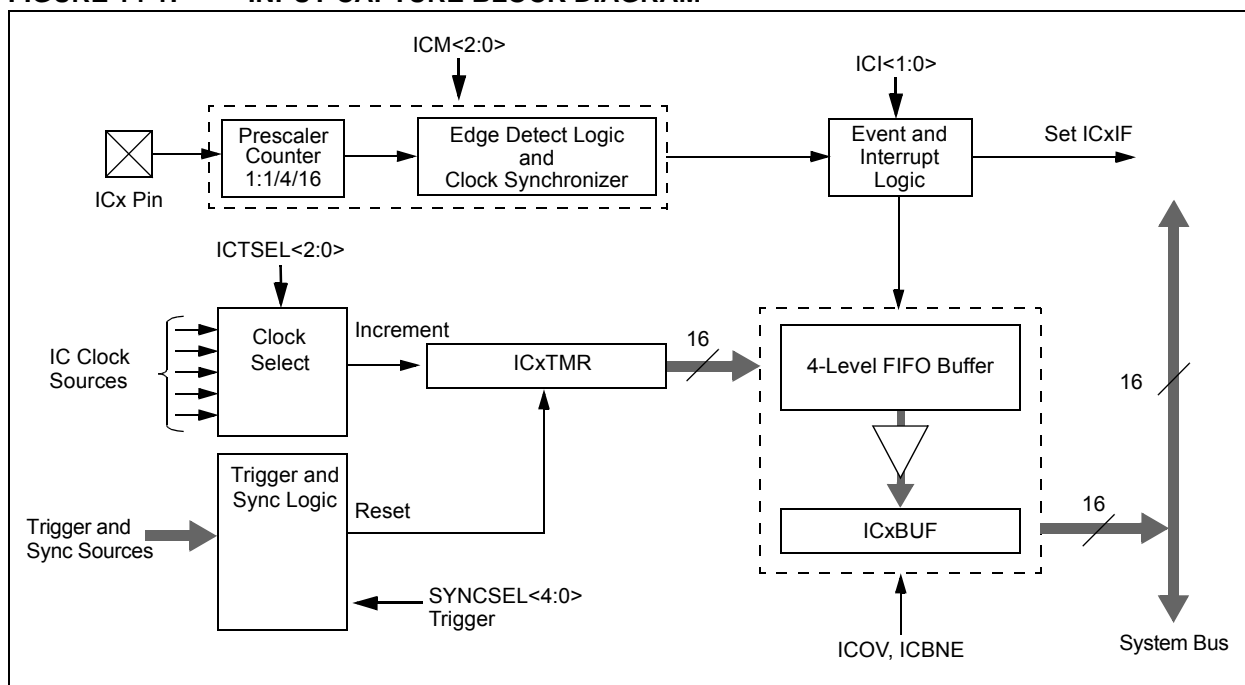 ICM<2:0>
ICI<1:0>
Prescaler
Counter
1:1/4/16
Edge Detect Logic
and
Clock Synchronizer
Event and
Interrupt
Logic
Set ICxIF
ICx Pin
ICTSEL<2:0>
IC Clock
Sources
Clock
Select
Increment
ICxTMR
16
4-Level FIFO Buffer
16
Trigger and
Sync Logic
Reset
Trigger and
Sync Sources
ICxBUF
16
SYNCSEL<4:0>
Trigger
ICOV, ICBNE
System Bus